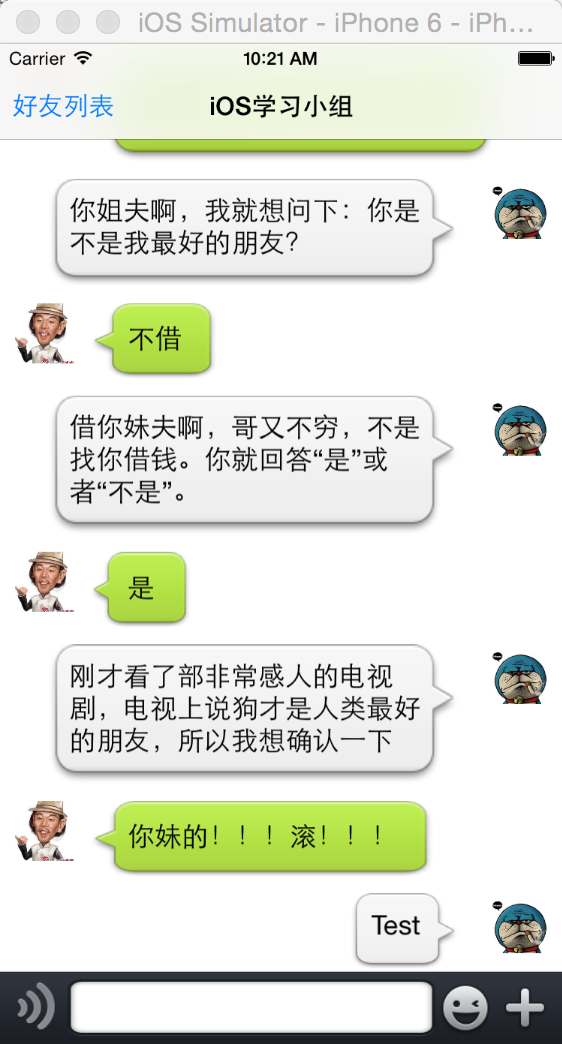 iOS Simulator - iPhone 6 - iPh...
Carrier 10:21 AM
好友列表 iOS学习小组
你姐夫啊，我就想问下：你是
不是我最好的朋友？
不借
借你妹夫啊，哥又不穷，不是
找你借钱。你就回答“是”或
者“不是”。
是
刚才看了部非常感人的电视
剧，电视上说狗才是人类最好
的朋友，所以我想确认一下
你妹的！！！滚！！！
Test